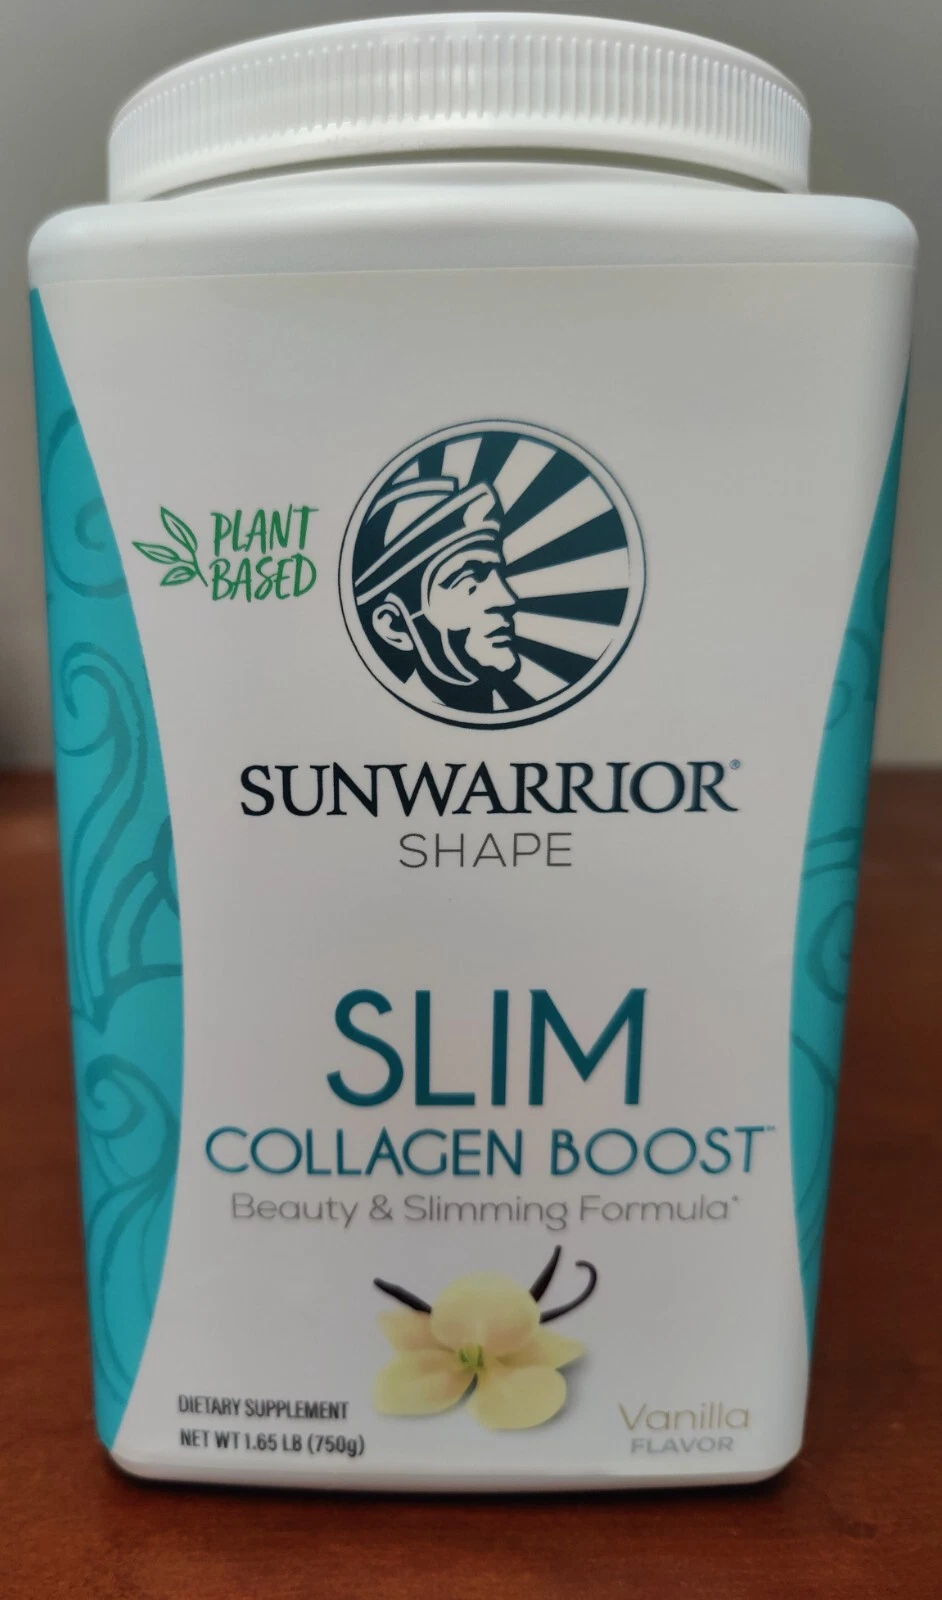 PLANT
BASED
SUNWARRIOR®
SHAPE
SLIM
COLLAGEN BOOST™
Beauty & Slimming Formula*
DIETARY SUPPLEMENT
NET WT 1.65 LB (750g)
Vanilla
FLAVOR